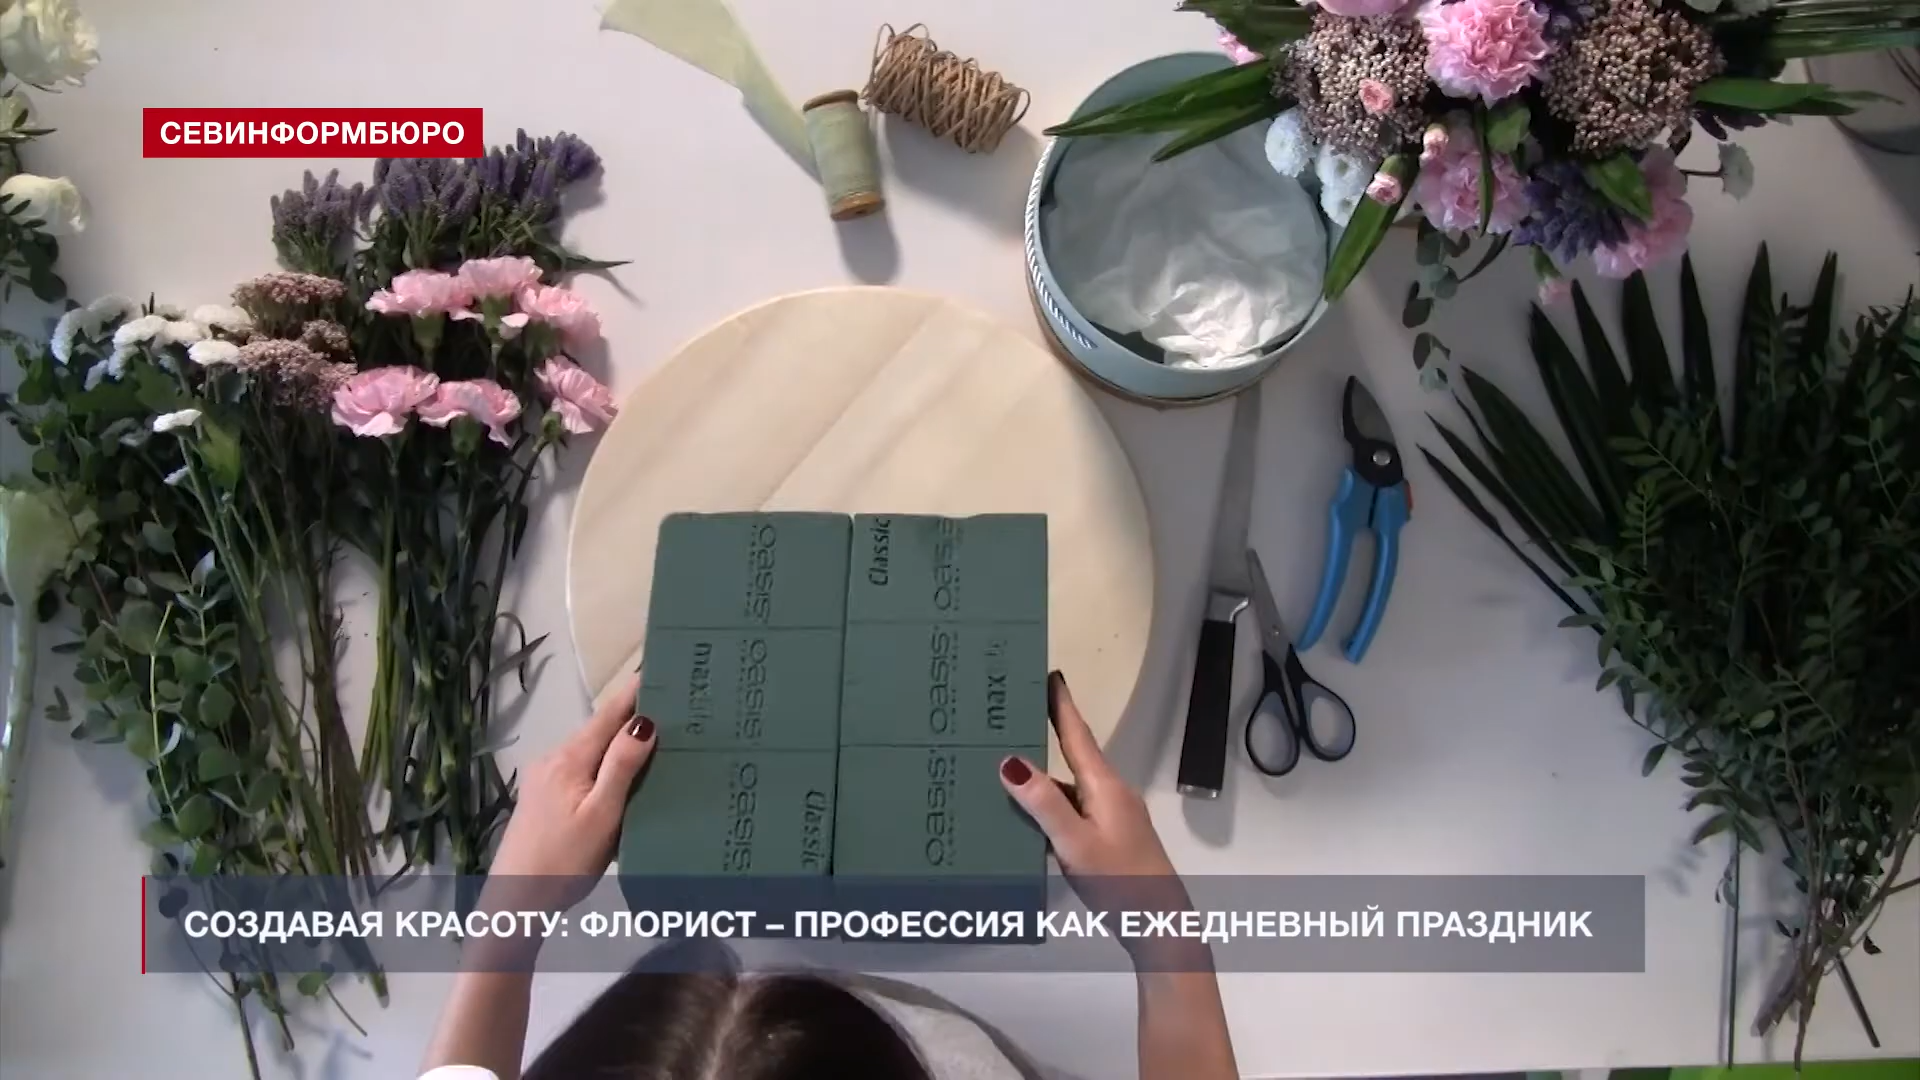 СЕВИНФОРМБЮРО
Classic
oasis
oasis
oasis
maxlife
oasis
maxlife
oasis
Classic
oasis
СОЗДАВАЯ КРАСОТУ: ФЛОРИСТ – ПРОФЕССИЯ КАК ЕЖЕДНЕВНЫЙ ПРАЗДНИК